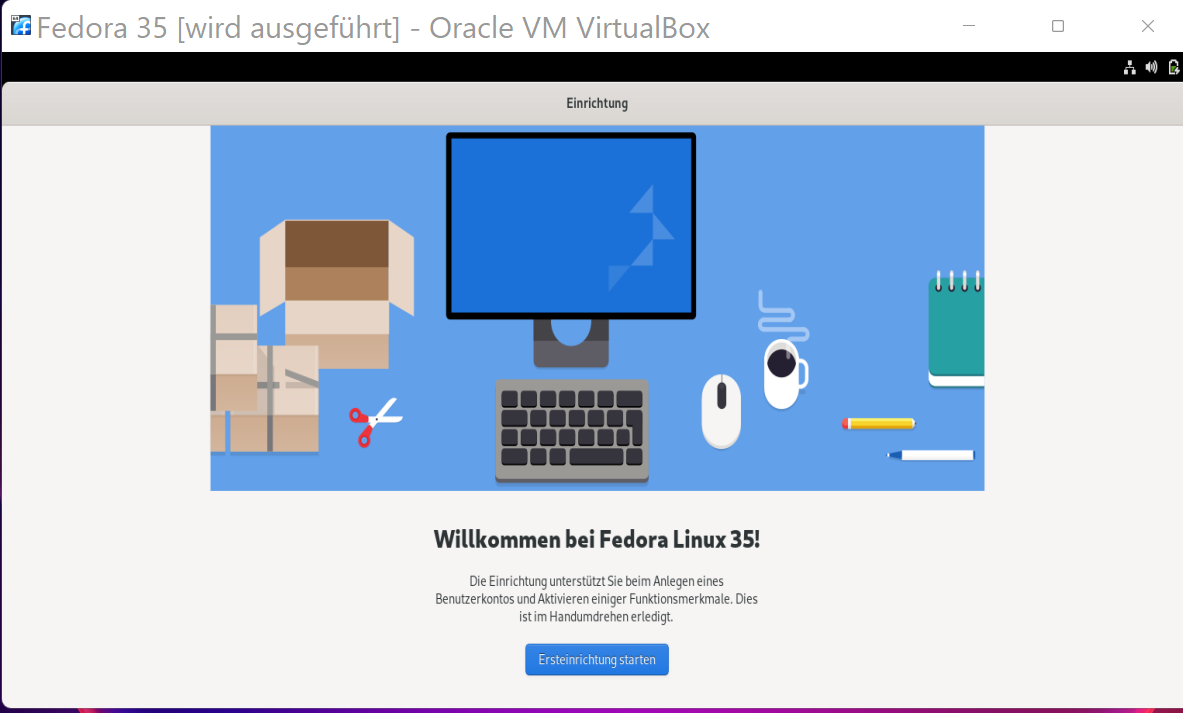 Fedora 35 [wird ausgeführt] - Oracle VM VirtualBox
Einrichtung
Willkommen bei Fedora Linux 35!
Die Einrichtung unterstützt Sie beim Anlegen eines
Benutzerkontos und Aktivieren einiger Funktionsmerkmale. Dies
ist im Handumdrehen erledigt.
Ersteinrichtung starten